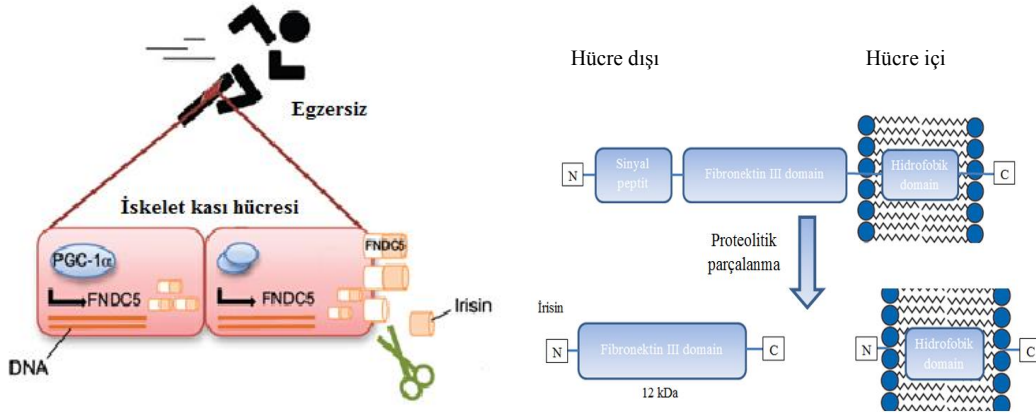 Egzersiz
İskelet kası hücresi
PGC-1α
FNDC5
FNDC5
FNDC5
Irisin
DNA
Hücre dışı
Hücre içi
N
Sinyal
peptit
Fibronektin III domain
Hidrofobik
domain
C
Proteolitik
parçalanma
İrisin
N
Fibronektin III domain
C
12 kDa
N
Hidrofobik
domain
C